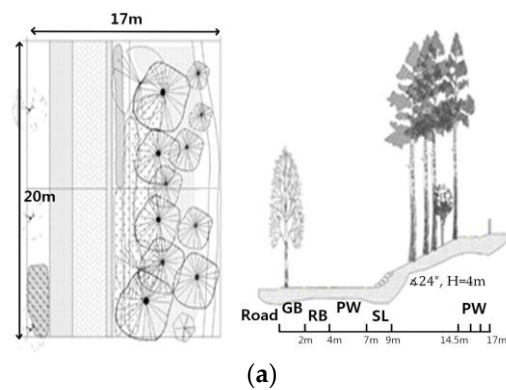 17m
20m
∡24°, H=4m
Road GB RB PW SL PW
2m 4m 7m 9m 14.5m 17m
(a)